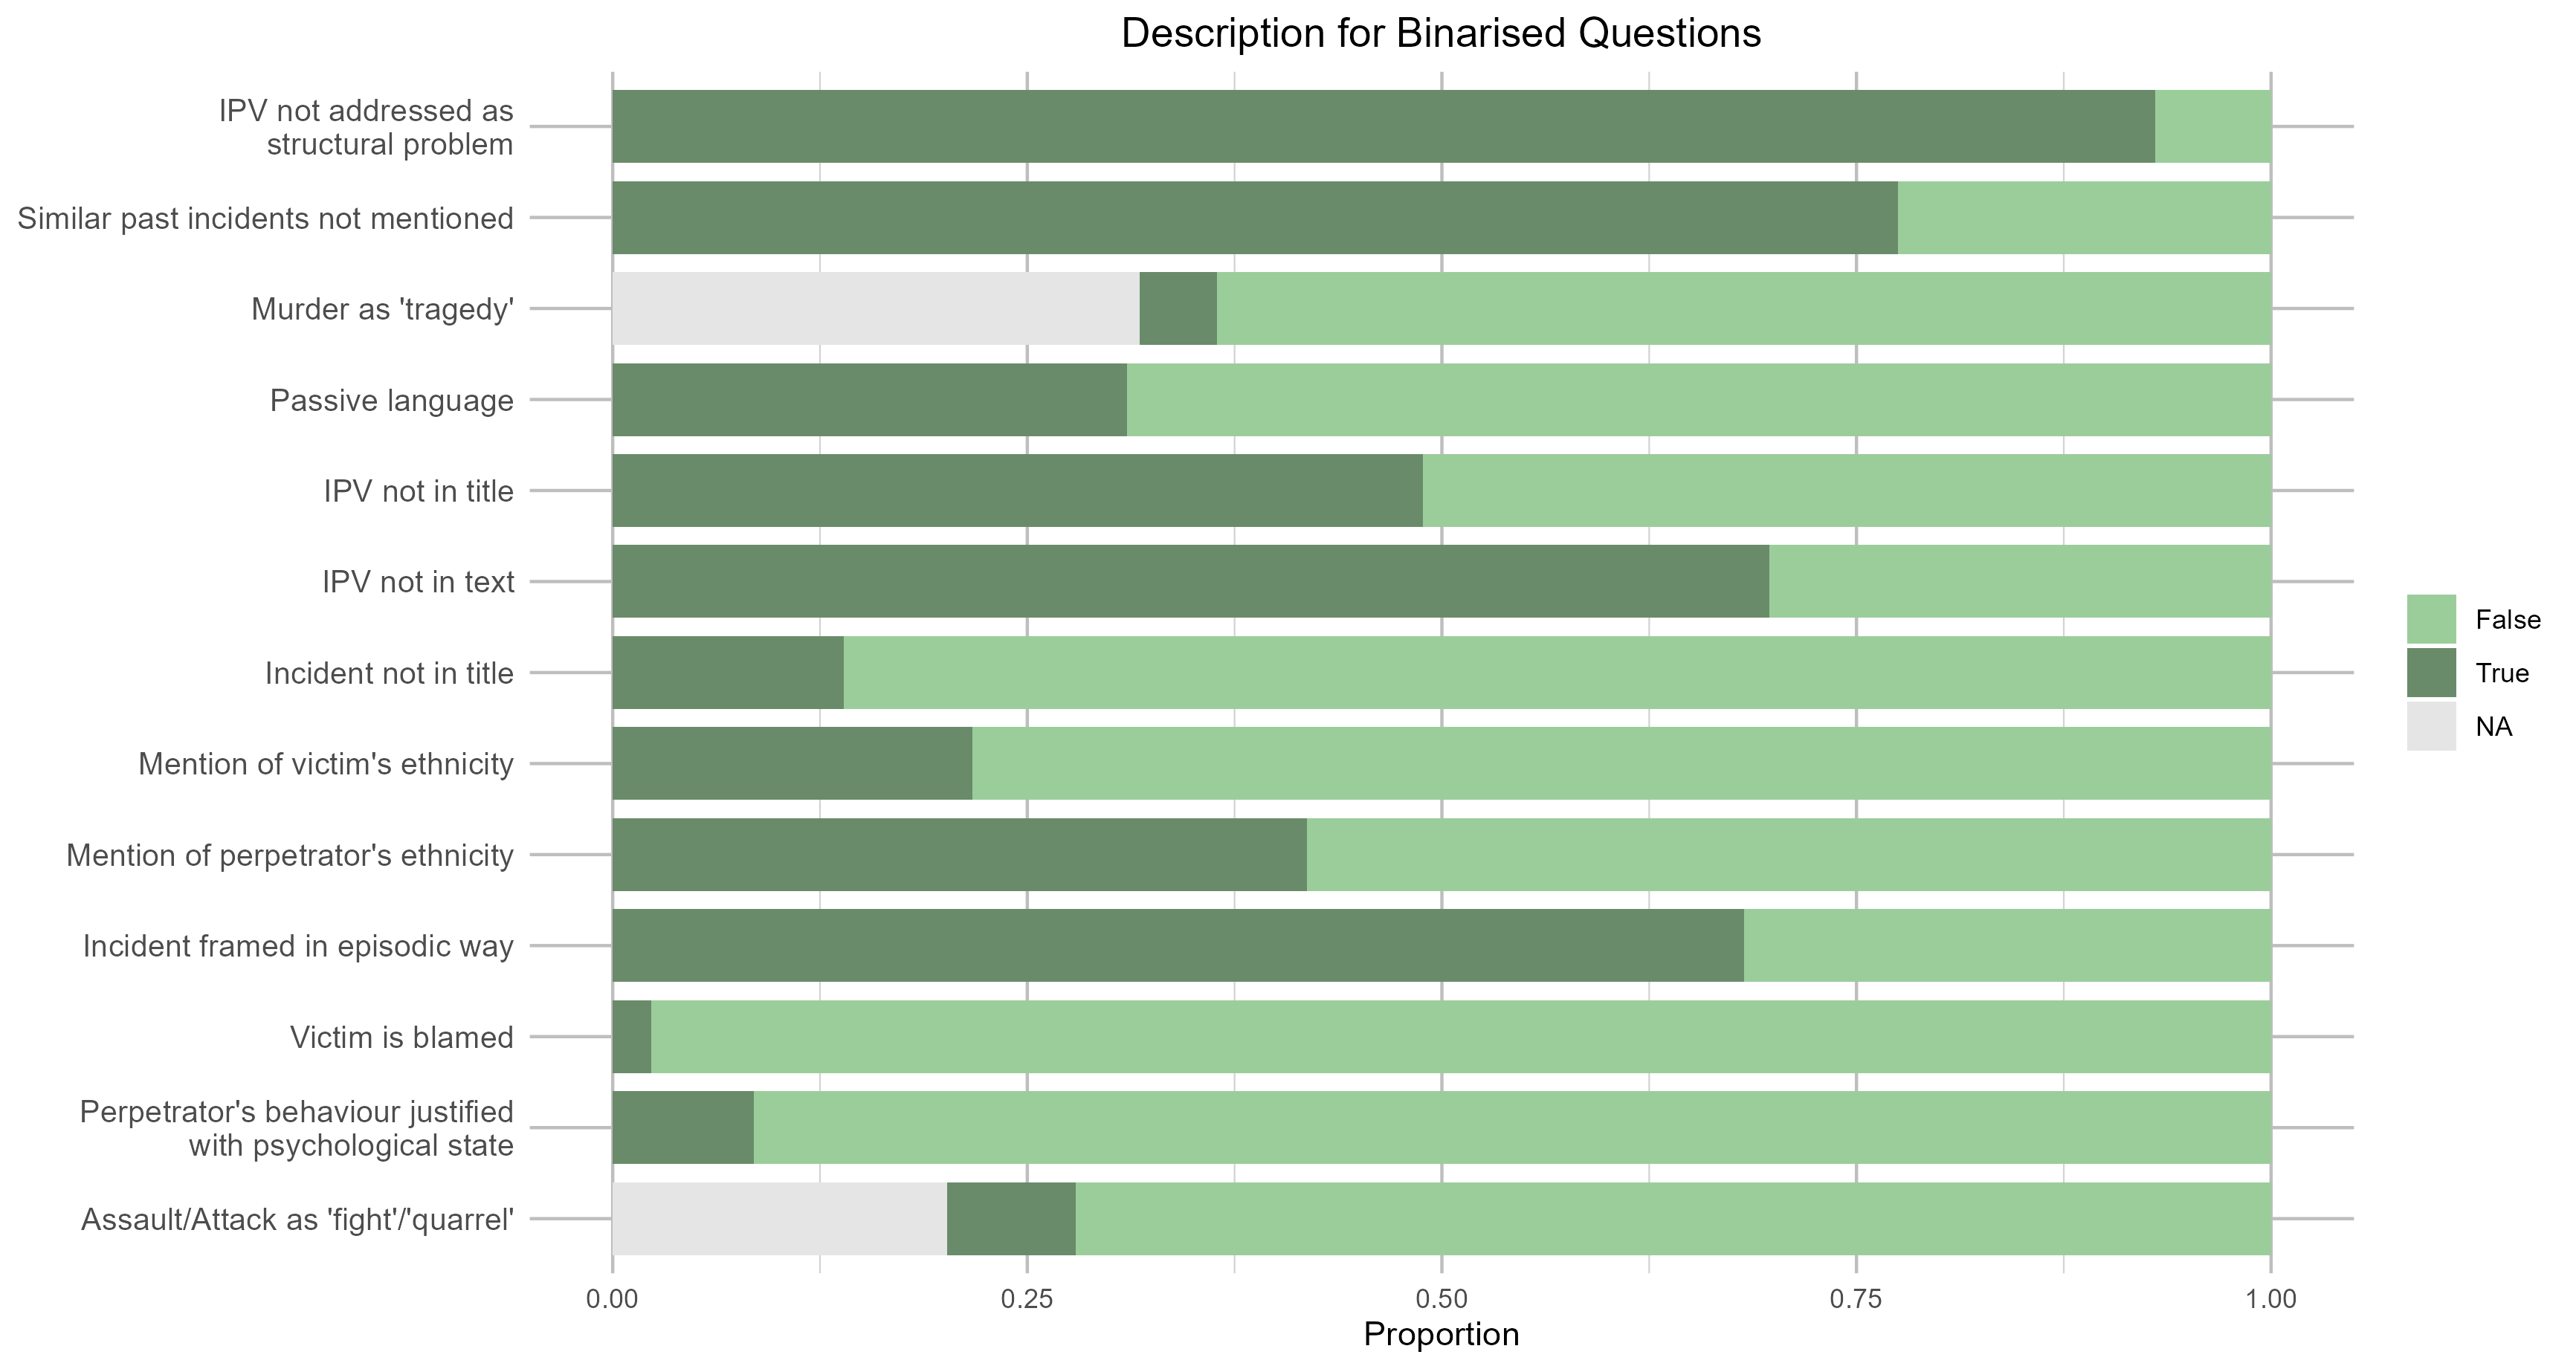 Description for Binarised Questions
IPV not addressed as
structural problem
Similar past incidents not mentioned
Murder as 'tragedy'
Passive language
IPV not in title
IPV not in text
Incident not in title
Mention of victim's ethnicity
Mention of perpetrator's ethnicity
Incident framed in episodic way
Victim is blamed
Perpetrator's behaviour justified
with psychological state
Assault/Attack as 'fight'/'quarrel'
False
True
NA
0.00 0.25 0.50 0.75 1.00
Proportion